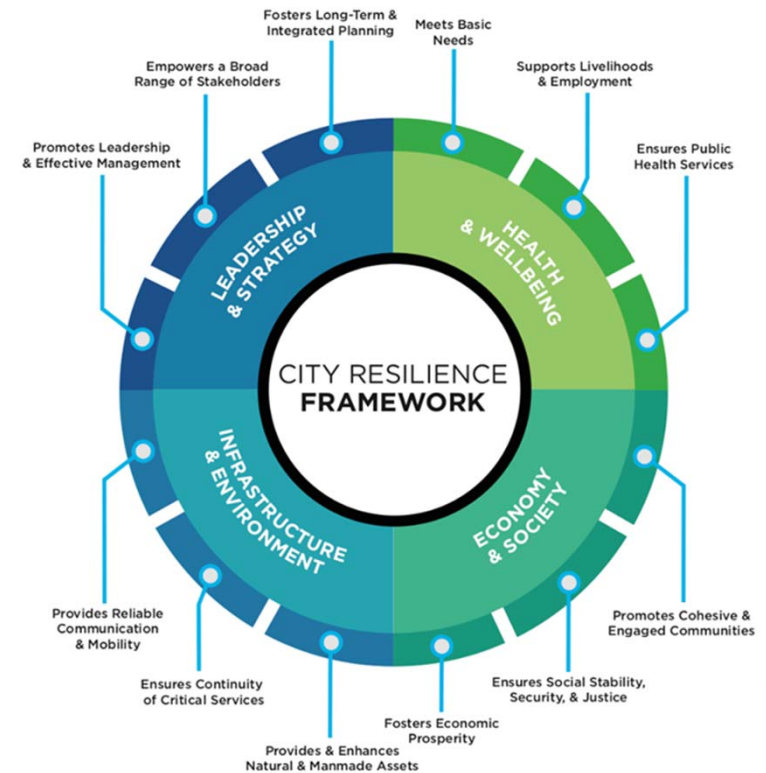 Fosters Long-Term &
Integrated Planning
Meets Basic
Needs
Empowers a Broad
Range of Stakeholders
Supports Livelihoods
& Employment
Promotes Leadership
& Effective Management
Ensures Public
Health Services
LEADERSHIP
& STRATEGY
HEALTH
& WELLBEING
CITY RESILIENCE
FRAMEWORK
INFRASTRUCTURE
& ENVIRONMENT
ECONOMY
& SOCIETY
Provides Reliable
Communication
& Mobility
Promotes Cohesive &
Engaged Communities
Ensures Continuity
of Critical Services
Ensures Social Stability,
Security, & Justice
Fosters Economic
Prosperity
Provides & Enhances
Natural & Manmade Assets